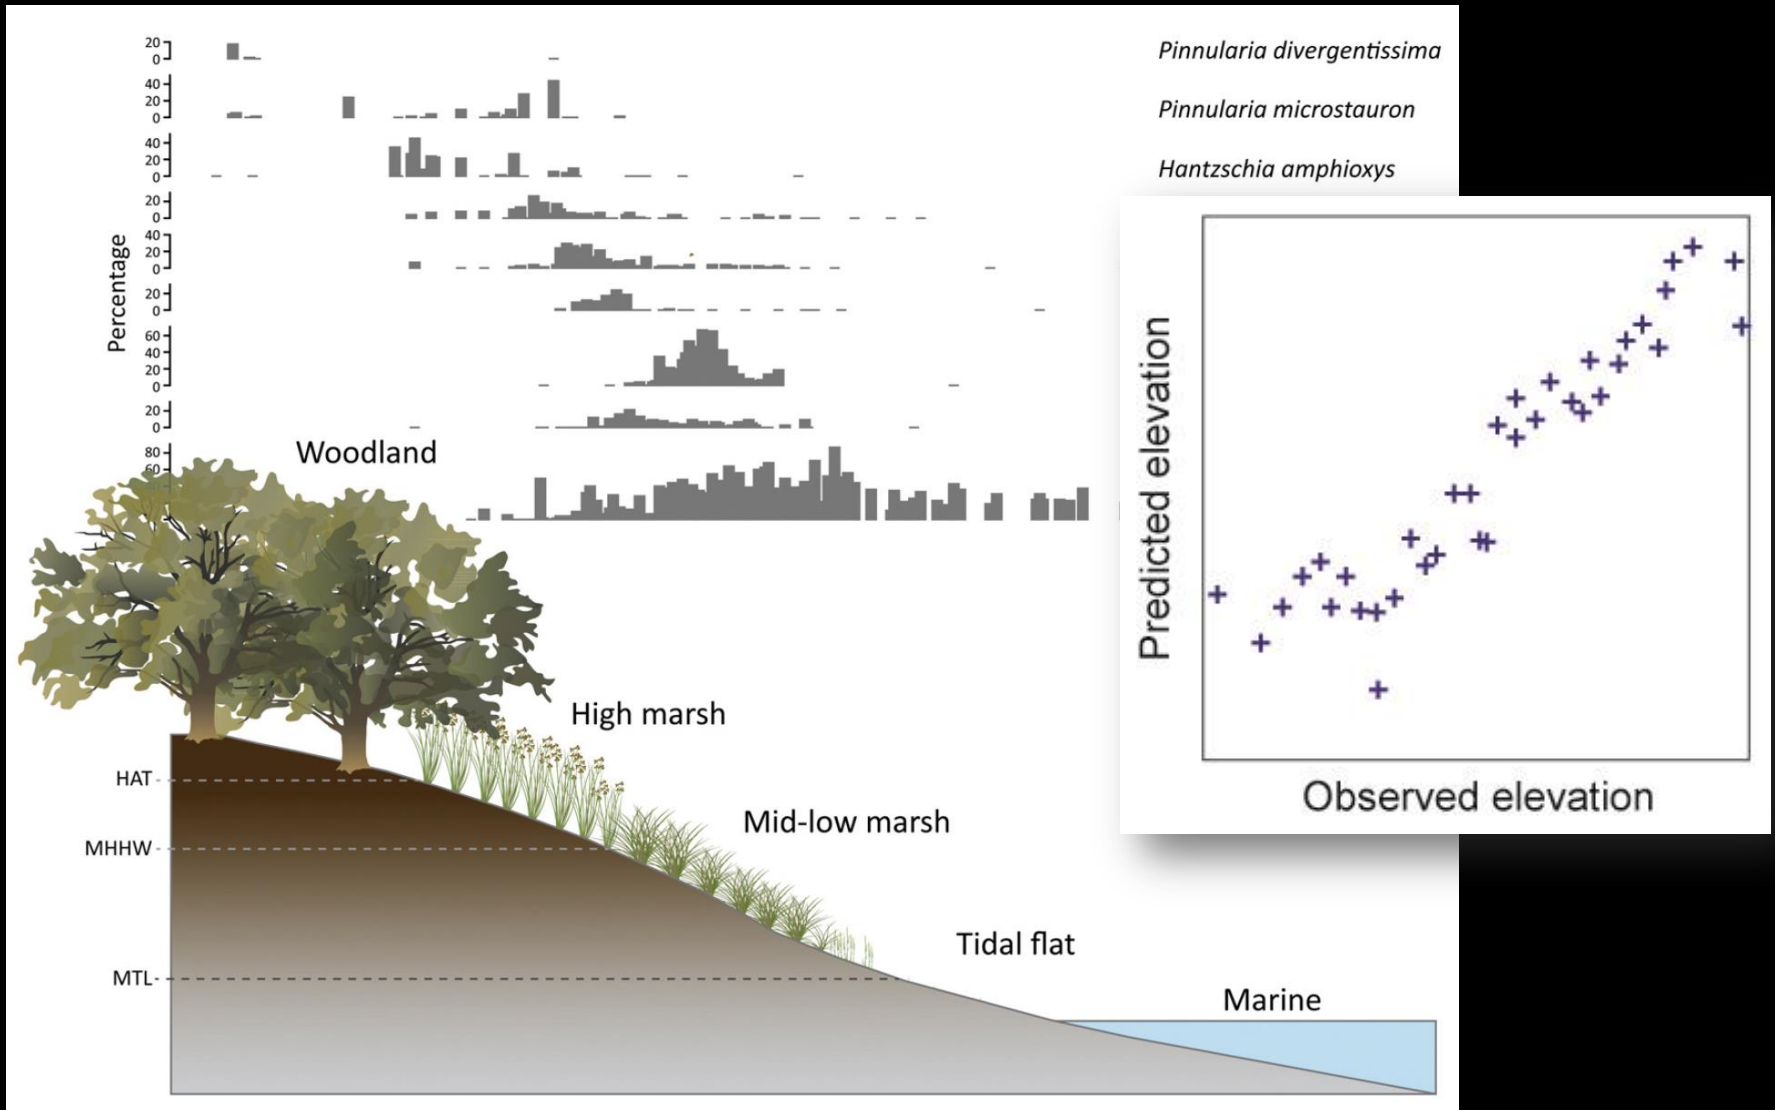 20
0
Pinnularia divergentissima
40
20
0
Pinnularia microstauron
40
20
0
Hantzschia amphioxys
20
0
40
20
0
20
0
60
40
20
0
20
0
80
60
Percentage
Woodland
High marsh
Mid-low marsh
Tidal flat
Marine
HAT
MHHW
MTL
Predicted elevation
Observed elevation